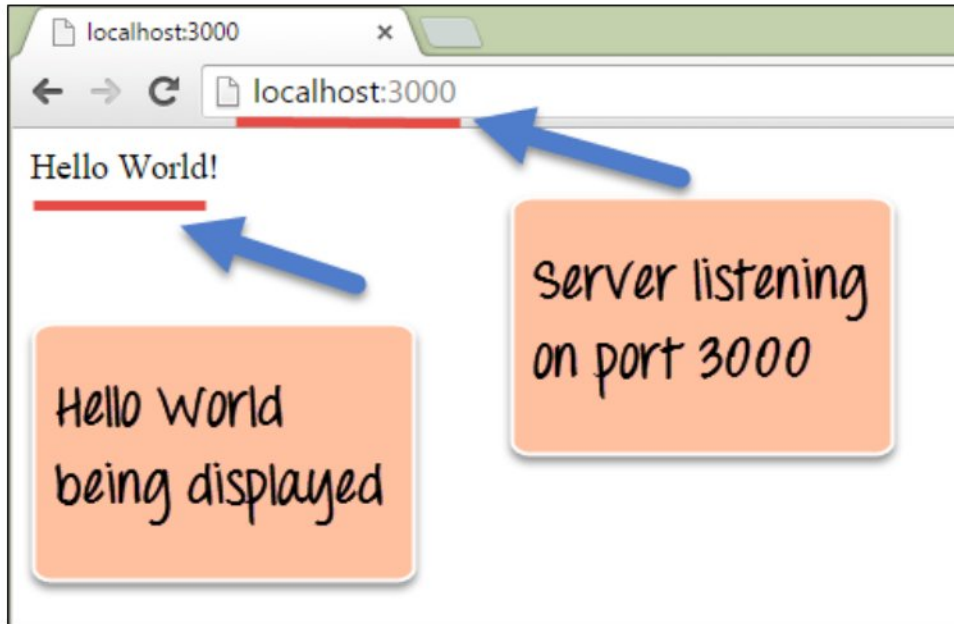 localhost:3000
localhost:3000
Hello World!
Server listening
on port 3000
Hello World
being displayed